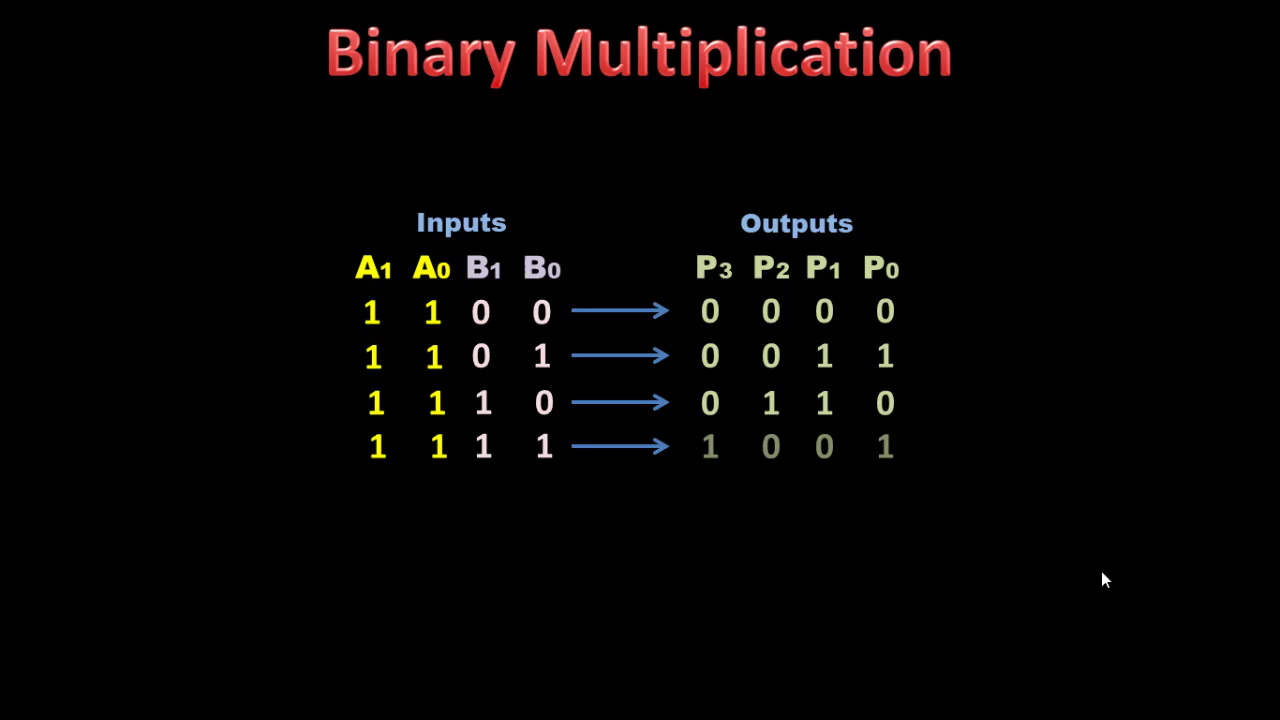 Binary Multiplication
Inputs Outputs
A1 A0 B1 B0 P3 P2 P1 P0
1 1 0 0 0 0 0 0
1 1 0 1 0 0 1 1
1 1 1 0 0 1 1 0
1 1 1 1 1 0 0 1